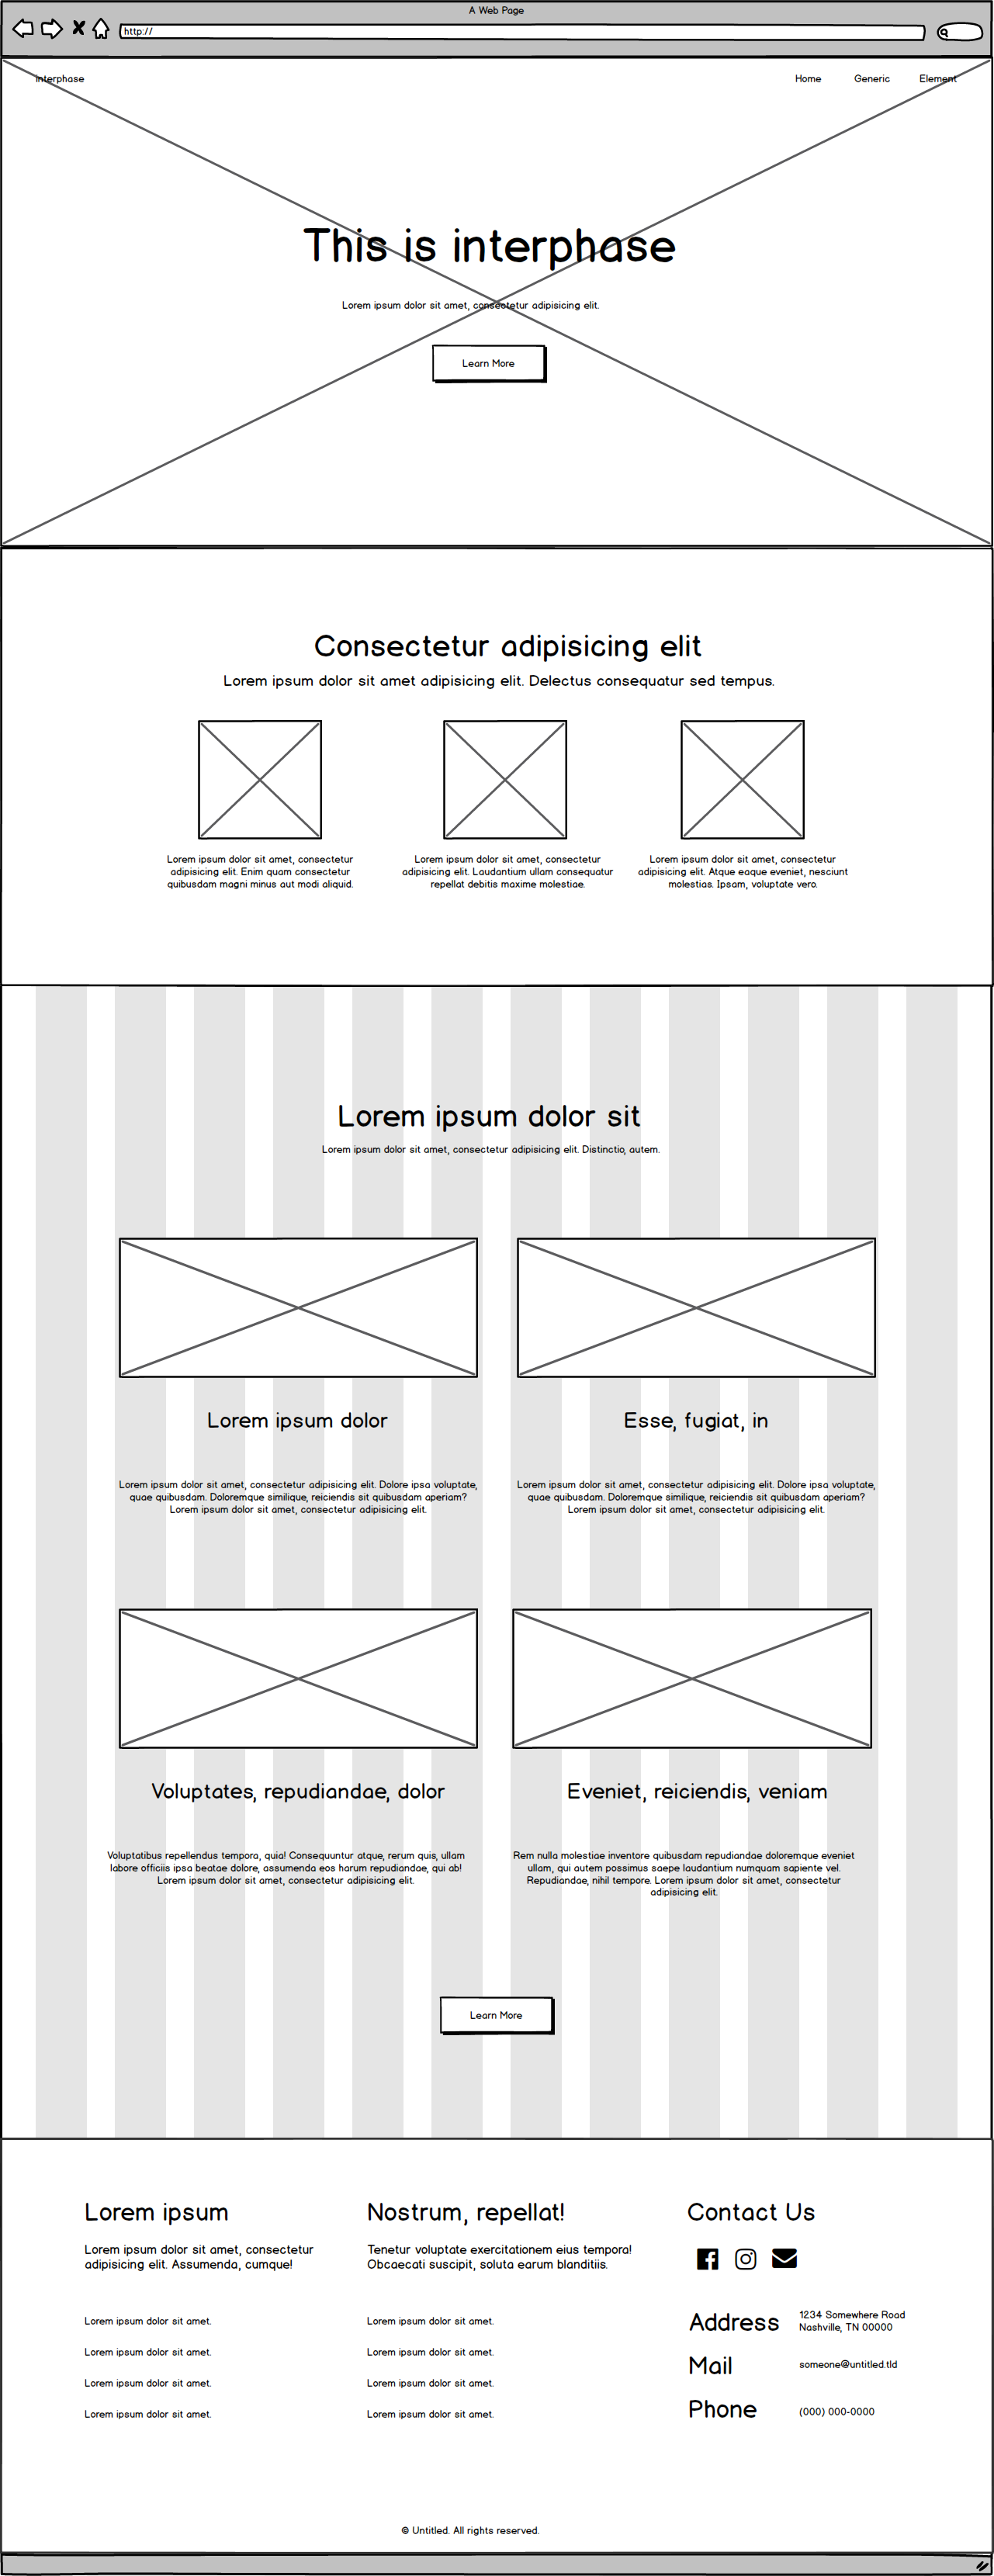 A Web Page
http://
interphase
Home
Generic
Element
This is interphase
Lorem ipsum dolor sit amet, consectetur adipisicing elit.
Learn More
Consectetur adipisicing elit
Lorem ipsum dolor sit amet adipisicing elit. Delectus consequatur sed tempus.
Lorem ipsum dolor sit amet, consectetur
adipisicing elit. Enim quam consectetur
quibusdam magni minus aut modi aliquid.
Lorem ipsum dolor sit amet, consectetur
adipisicing elit. Laudantium ullam consequatur
repellat debitis maxime molestiae.
Lorem ipsum dolor sit amet, consectetur
adipisicing elit. Atque eaque eveniet, nesciunt
molestias. Ipsam, voluptate vero.
Lorem ipsum dolor sit
Lorem ipsum dolor sit amet, consectetur adipisicing elit. Distinctio, autem.
Lorem ipsum dolor
Lorem ipsum dolor sit amet, consectetur adipisicing elit. Dolore ipsa voluptate,
quae quibusdam. Doloremque similique, reiciendis sit quibusdam aperiam?
Lorem ipsum dolor sit amet, consectetur adipisicing elit.
Esse, fugiat, in
Lorem ipsum dolor sit amet, consectetur adipisicing elit. Dolore ipsa voluptate,
quae quibusdam. Doloremque similique, reiciendis sit quibusdam aperiam?
Lorem ipsum dolor sit amet, consectetur adipisicing elit.
Voluptates, repudiandae, dolor
Voluptatibus repellendus tempora, quia! Consequuntur atque, rerum quis, ullam
labore officiis ipsa beatae dolore, assumenda eos harum repudiandae, qui ab!
Lorem ipsum dolor sit amet, consectetur adipisicing elit.
Eveniet, reiciendis, veniam
Rem nulla molestiae inventore quibusdam repudiandae doloremque eveniet
ullam, qui autem possimus saepe laudantium numquam sapiente vel.
Repudiandae, nihil tempore. Lorem ipsum dolor sit amet, consectetur
adipisicing elit.
Learn More
Lorem ipsum
Lorem ipsum dolor sit amet, consectetur
adipisicing elit. Assumenda, cumque!
Lorem ipsum dolor sit amet.
Lorem ipsum dolor sit amet.
Lorem ipsum dolor sit amet.
Lorem ipsum dolor sit amet.
Nostrum, repellat!
Tenetur voluptate exercitationem eius tempora!
Obcaecati suscipit, soluta earum blanditiis.
Lorem ipsum dolor sit amet.
Lorem ipsum dolor sit amet.
Lorem ipsum dolor sit amet.
Lorem ipsum dolor sit amet.
Contact Us
Address
1234 Somewhere Road
Nashville, TN 00000
Mail
someone@untitled.tld
Phone
(000) 000-0000
© Untitled. All rights reserved.